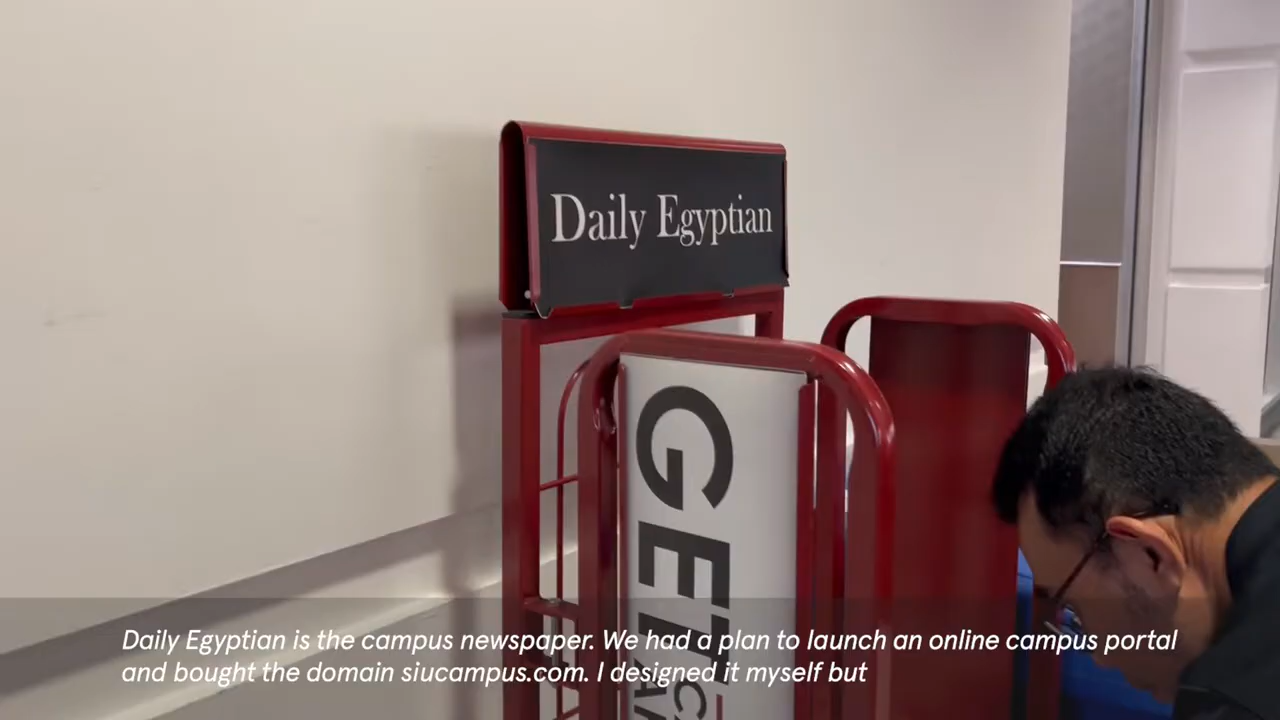 Daily Egyptian
GET
Daily Egyptian is the campus newspaper. We had a plan to launch an online campus portal
and bought the domain siucampus.com. I designed it myself but